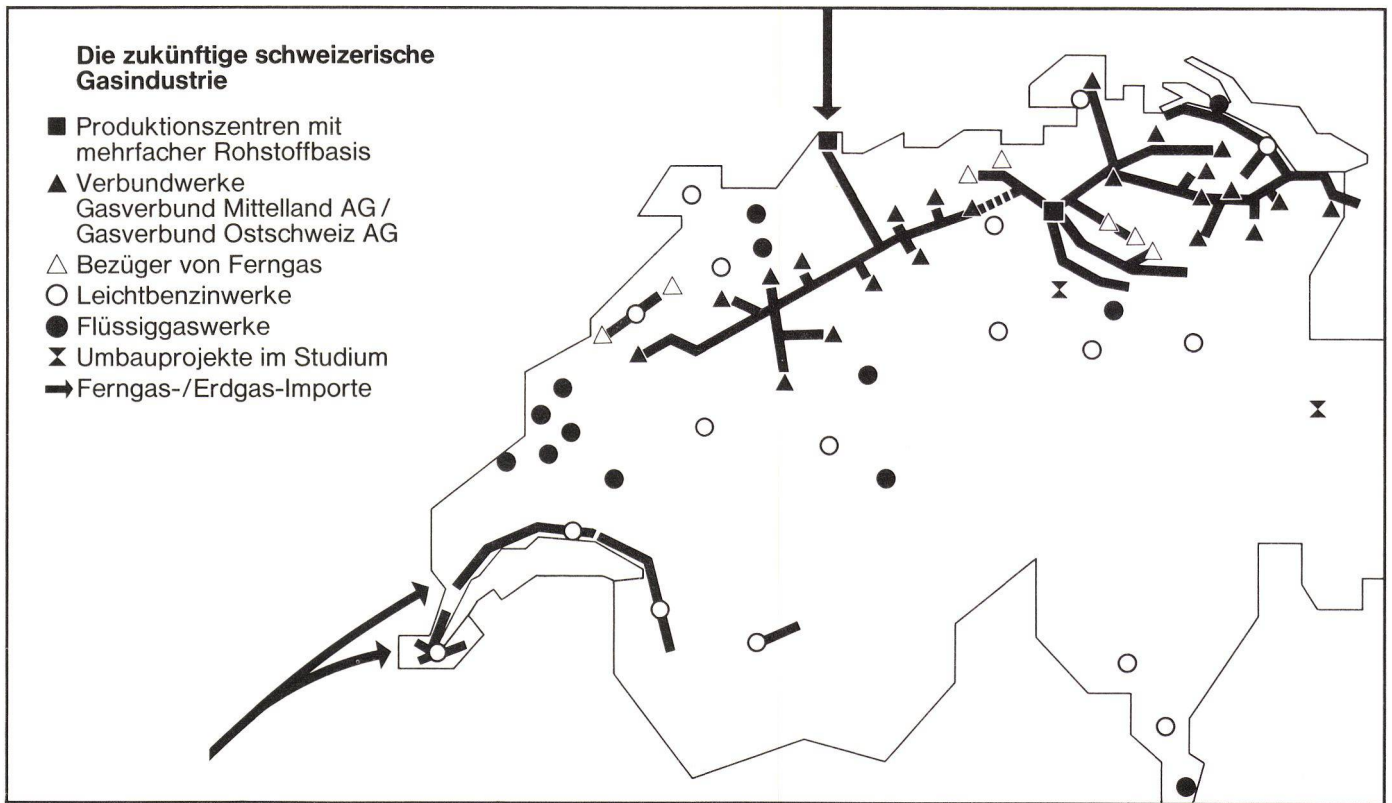 Die zukünftige schweizerische
Gasindustrie
Produktionszentren mit
mehrfacher Rohstoffbasis
Verbundwerke
Gasverbund Mittelland AG /
Gasverbund Ostschweiz AG
Bezüger von Ferngas
Leichtbenzinwerke
Flüssiggaswerke
Umbauprojekte im Studium
Ferngas-/Erdgas-Importe